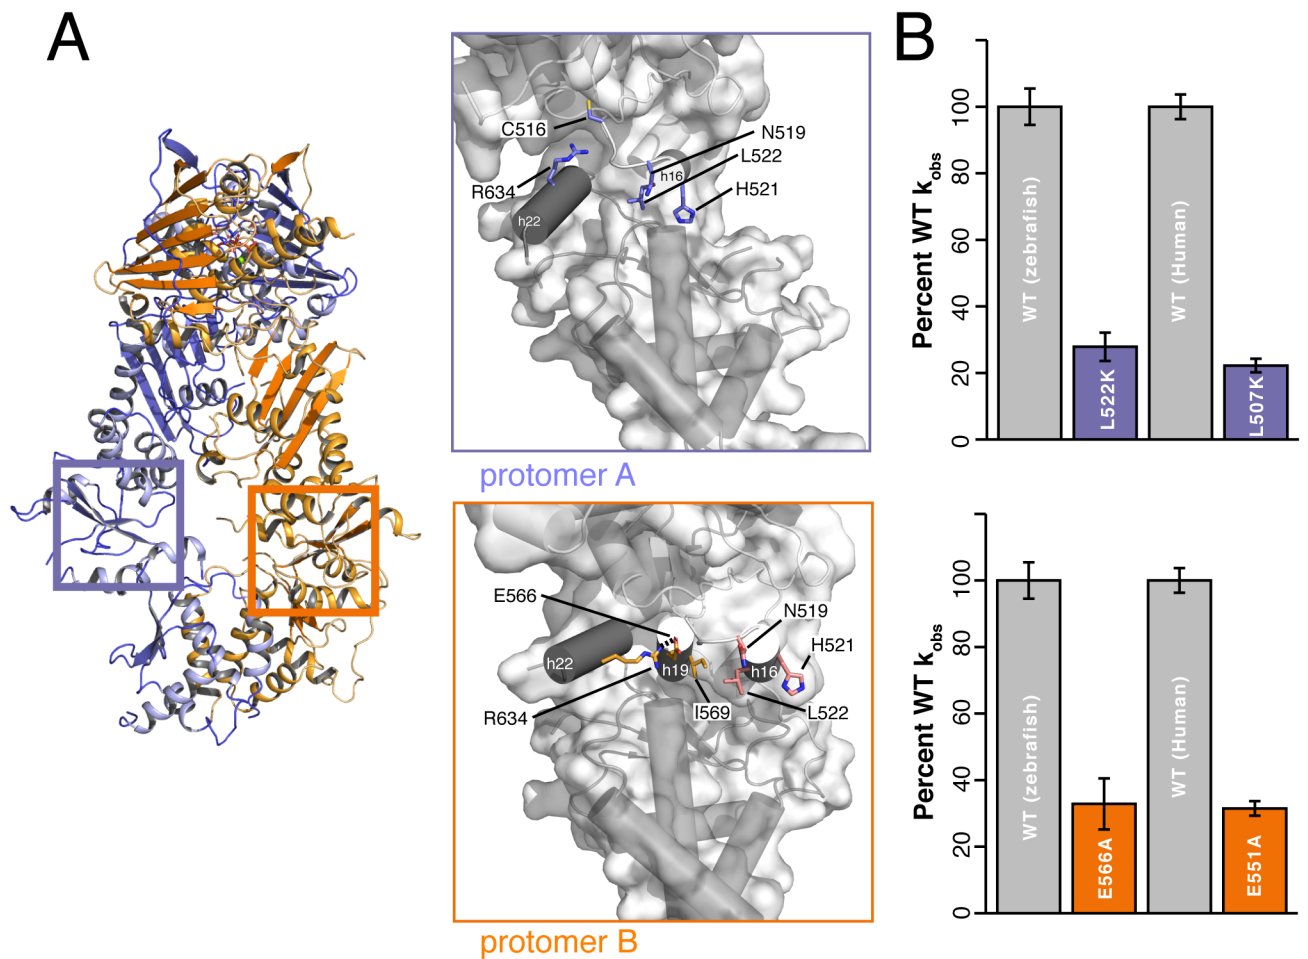 A
C516
N519
L522
R634
h16
H521
h22
protomer A
E566
N519
H521
h22
h19
h16
R634
I569
L522
protomer B
B
Percent WT kobs
0 20 40 60 80 100
WT (zebrafish)
L522K
WT (Human)
L507K
Percent WT kobs
0 20 40 60 80 100
WT (zebrafish)
E566A
WT (Human)
E551A